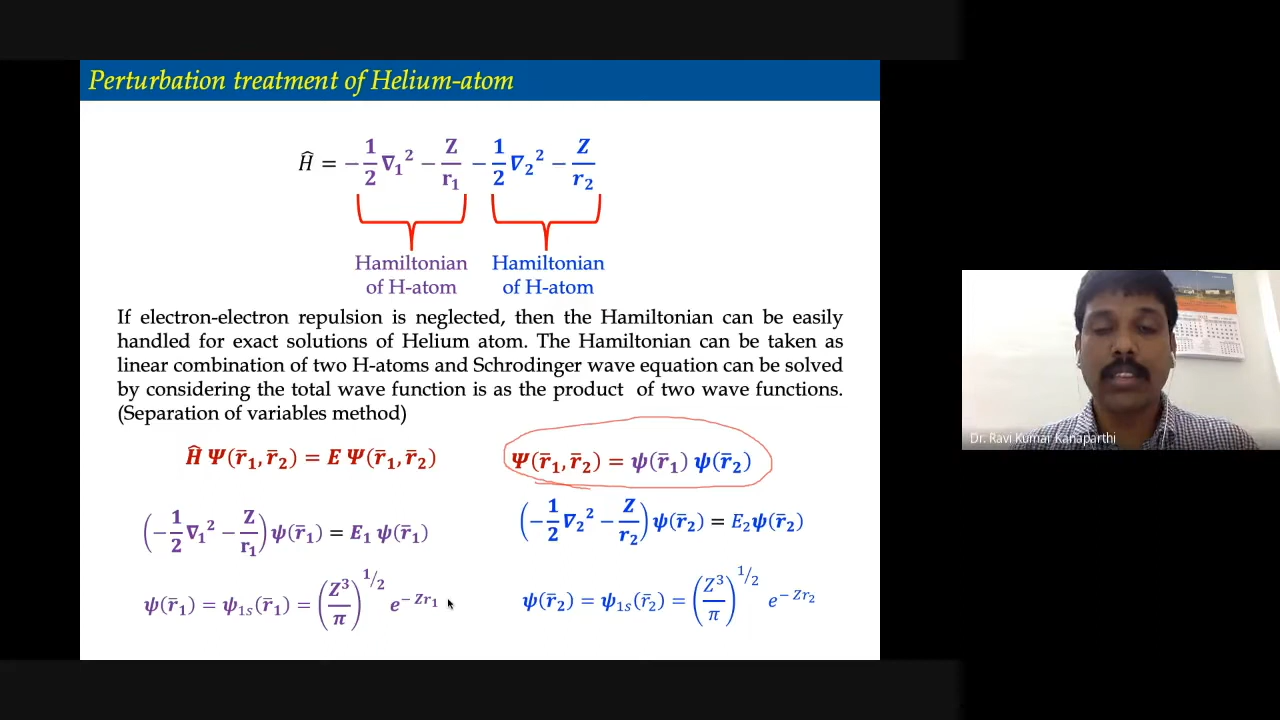 Perturbation treatment of Helium-atom
Ĥ = −1/2 ∇₁² − Z/r₁ − 1/2 ∇₂² − Z/r₂
Hamiltonian Hamiltonian
of H-atom of H-atom
If electron-electron repulsion is neglected, then the Hamiltonian can be easily
handled for exact solutions of Helium atom. The Hamiltonian can be taken as
linear combination of two H-atoms and Schrodinger wave equation can be solved
by considering the total wave function is as the product of two wave functions.
(Separation of variables method)
Ĥ Ψ(r̄₁, r̄₂) = E Ψ(r̄₁, r̄₂) Ψ(r̄₁, r̄₂) = ψ(r̄₁) ψ(r̄₂)
(−1/2 ∇₁² − Z/r₁) ψ(r̄₁) = E₁ ψ(r̄₁) (−1/2 ∇₂² − Z/r₂) ψ(r̄₂) = E₂ψ(r̄₂)
ψ(r̄₁) = ψ₁ₛ(r̄₁) = (Z³/π)^1/2 e^− Zr₁ ψ(r̄₂) = ψ₁ₛ(r̄₂) = (Z³/π)^1/2 e^− Zr₂
Dr. Ravi Kumar Kanaparthi